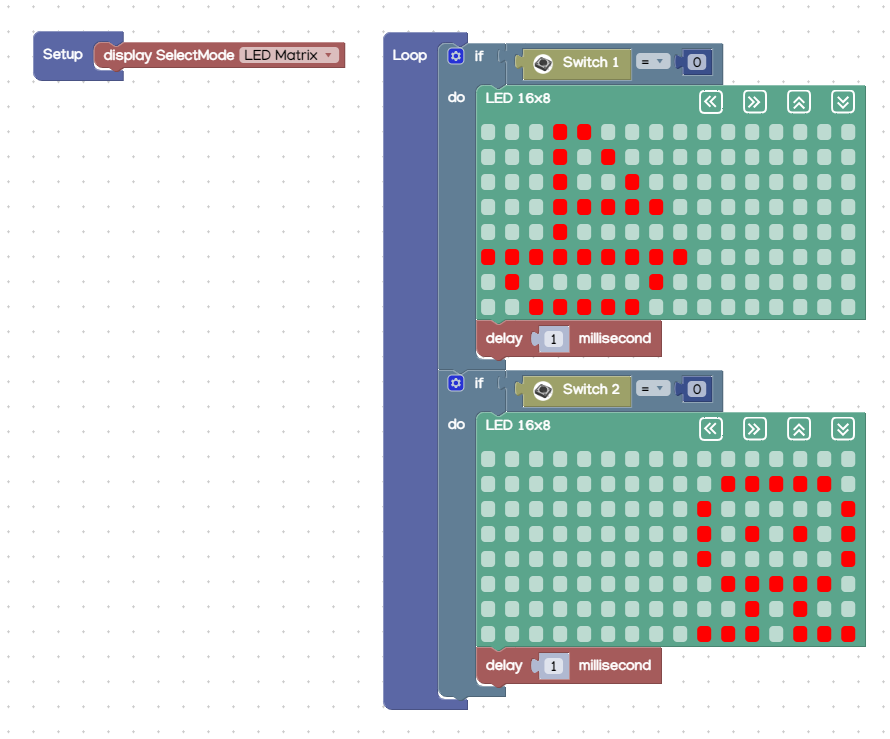 Setup
display SelectMode LED Matrix
Loop
if
Switch 1 = 0
do
LED 16x8
delay 1 millisecond
if
Switch 2 = 0
do
LED 16x8
delay 1 millisecond